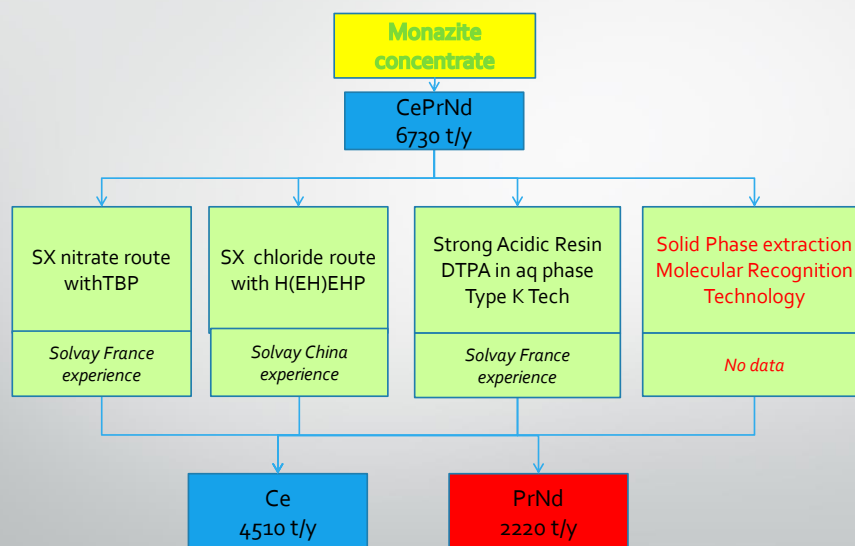 Monazite
concentrate
CePrNd
6730 t/y
SX nitrate route
withTBP
Solvay France
experience
SX chloride route
with H(EH)EHP
Solvay China
experience
Strong Acidic Resin
DTPA in aq phase
Type K Tech
Solvay France
experience
Solid Phase extraction
Molecular Recognition
Technology
No data
Ce
4510 t/y
PrNd
2220 t/y